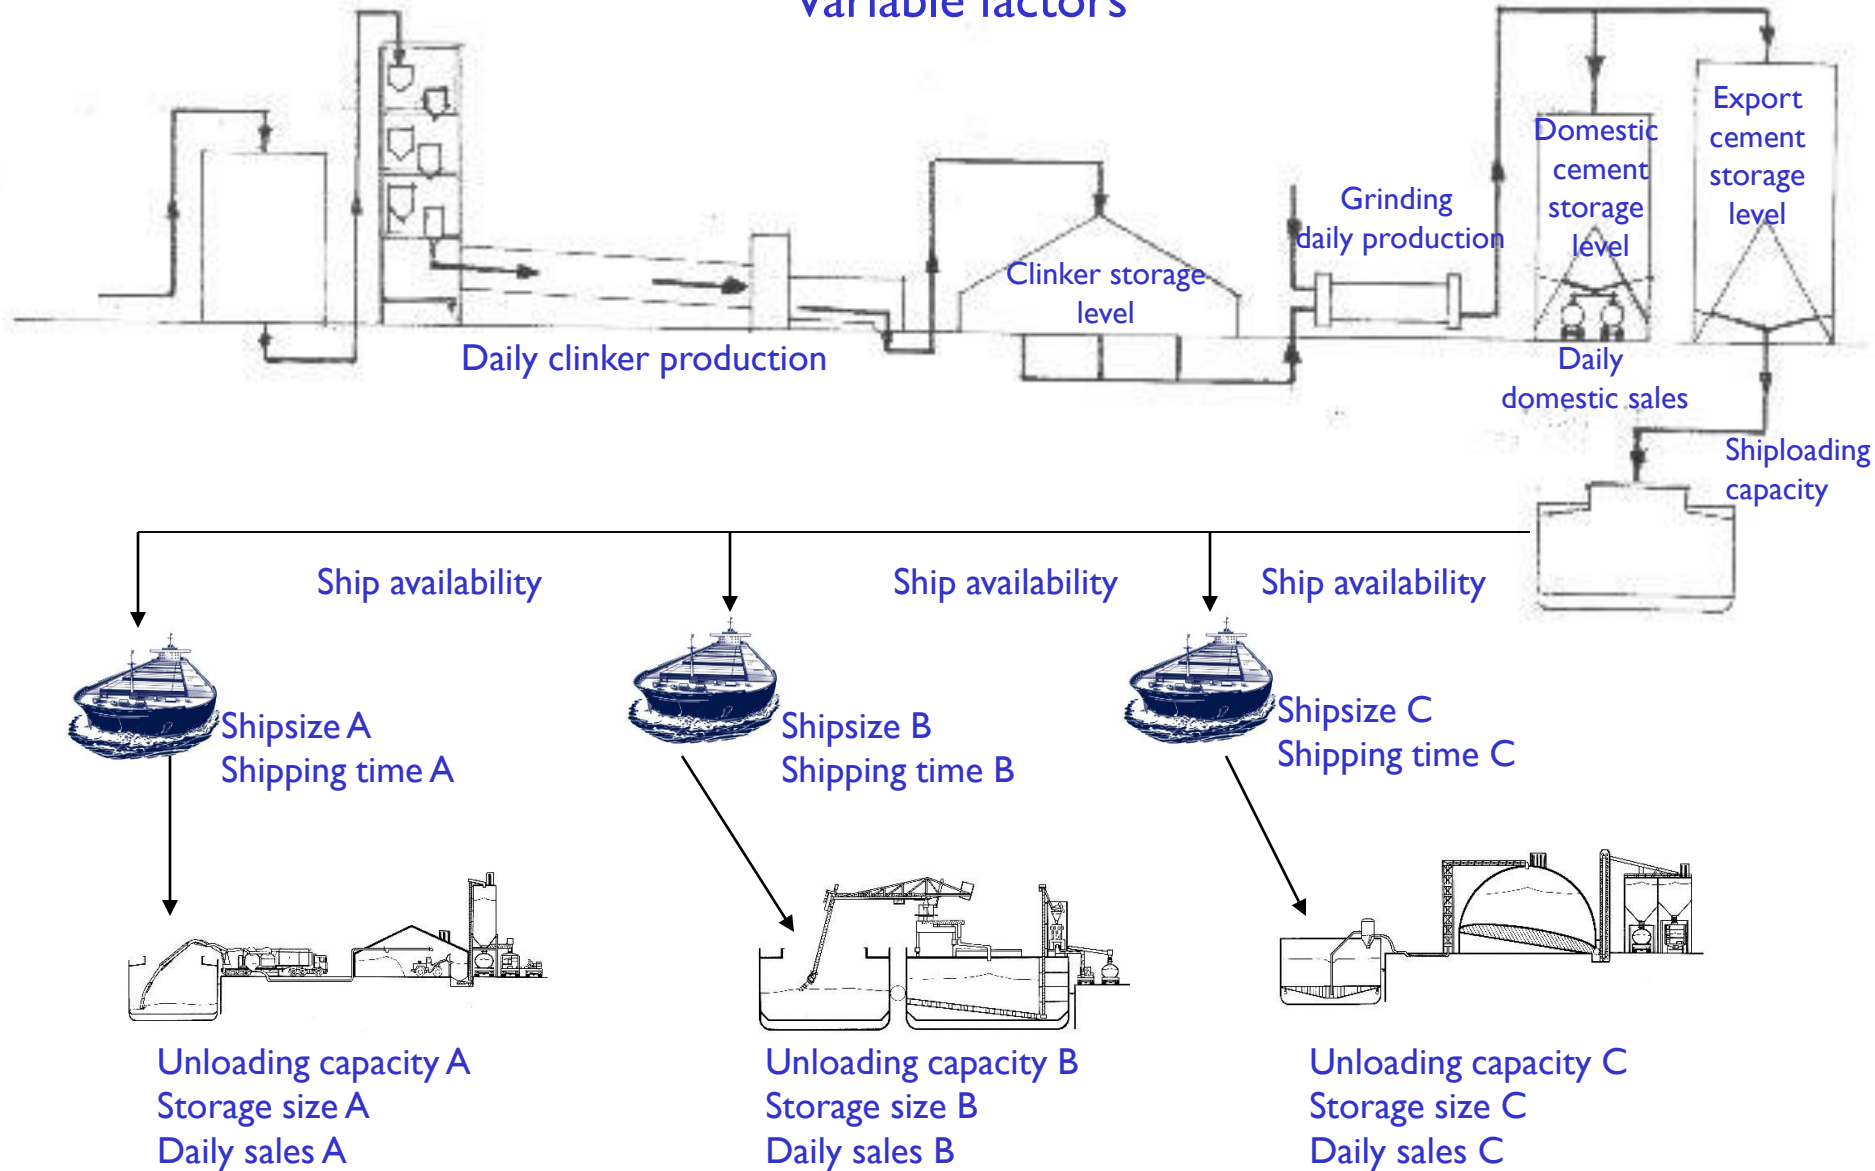 Variable factors
Export
cement
storage
level
Domestic
cement
storage
level
Grinding
daily production
Clinker storage
level
Daily clinker production
Daily
domestic sales
Shiploading
capacity
Ship availability
Ship availability
Ship availability
Shipsize A
Shipping time A
Shipsize B
Shipping time B
Shipsize C
Shipping time C
Unloading capacity A
Storage size A
Daily sales A
Unloading capacity B
Storage size B
Daily sales B
Unloading capacity C
Storage size C
Daily sales C